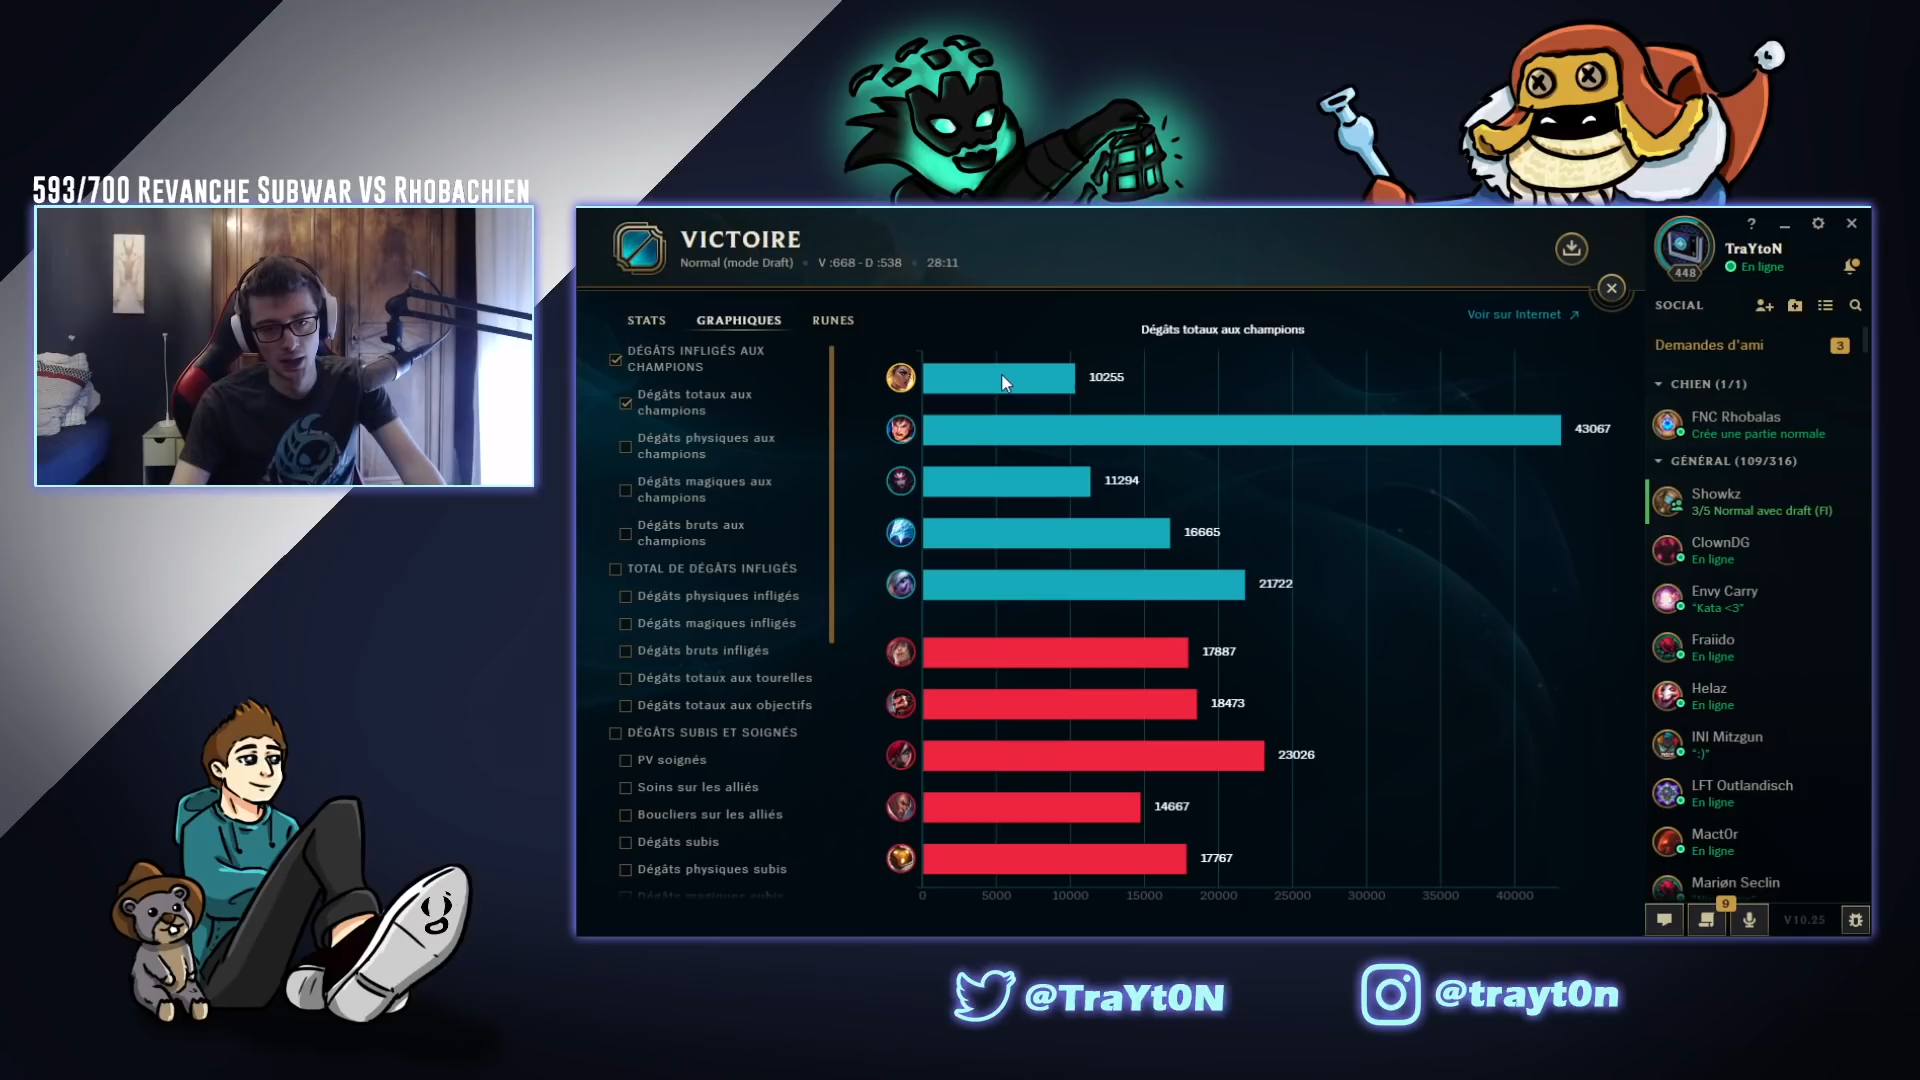 593/700 Revanche Subwar VS Rhobachien
VICTOIRE
Normal (mode Draft) • V :668 - D :538 • 28:11
STATS
GRAPHIQUES
RUNES
Voir sur Internet
DÉGÂTS INFLIGÉS AUX
CHAMPIONS
Dégâts totaux aux
champions
Dégâts physiques aux
champions
Dégâts magiques aux
champions
Dégâts bruts aux
champions
TOTAL DE DÉGÂTS INFLIGÉS
Dégâts physiques infligés
Dégâts magiques infligés
Dégâts bruts infligés
Dégâts totaux aux tourelles
Dégâts totaux aux objectifs
DÉGÂTS SUBIS ET SOIGNÉS
PV soignés
Soins sur les alliés
Boucliers sur les alliés
Dégâts subis
Dégâts physiques subis
Dégâts magiques subis
Dégâts totaux aux champions
10255
43067
11294
16665
21722
17887
18473
23026
14667
17767
0 5000 10000 15000 20000 25000 30000 35000 40000
?
TraYtoN
En ligne
448
SOCIAL
Demandes d'ami
3
CHIEN (1/1)
FNC Rhobalas
Crée une partie normale
GÉNÉRAL (109/316)
Showkz
3/5 Normal avec draft (FI)
ClownDG
En ligne
Envy Carry
"Kata <3"
Fraiido
En ligne
Helaz
En ligne
INI Mitzgun
":)"
LFT Outlandisch
En ligne
Mact0r
En ligne
Mariøn Seclin
9
V10.25
@TraYt0N
@trayt0n